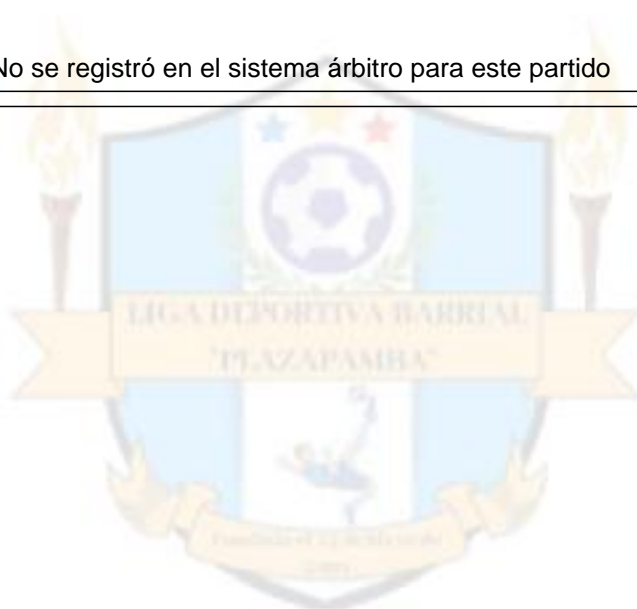 No se registró en el sistema árbitro para este partido
LIGA DEPORTIVA BARRIAL
"PLAZAPAMBA"